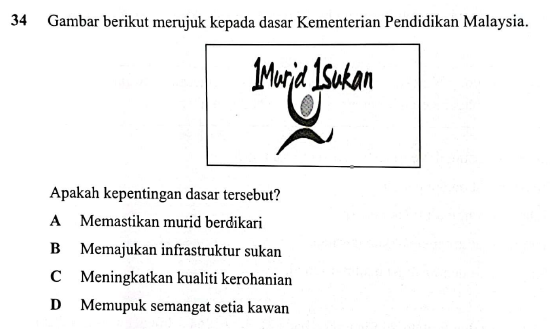 34 Gambar berikut merujuk kepada dasar Kementerian Pendidikan Malaysia.
1Murid 1Sukan
Apakah kepentingan dasar tersebut?
A Memastikan murid berdikari
B Memajukan infrastruktur sukan
C Meningkatkan kualiti kerohanian
D Memupuk semangat setia kawan